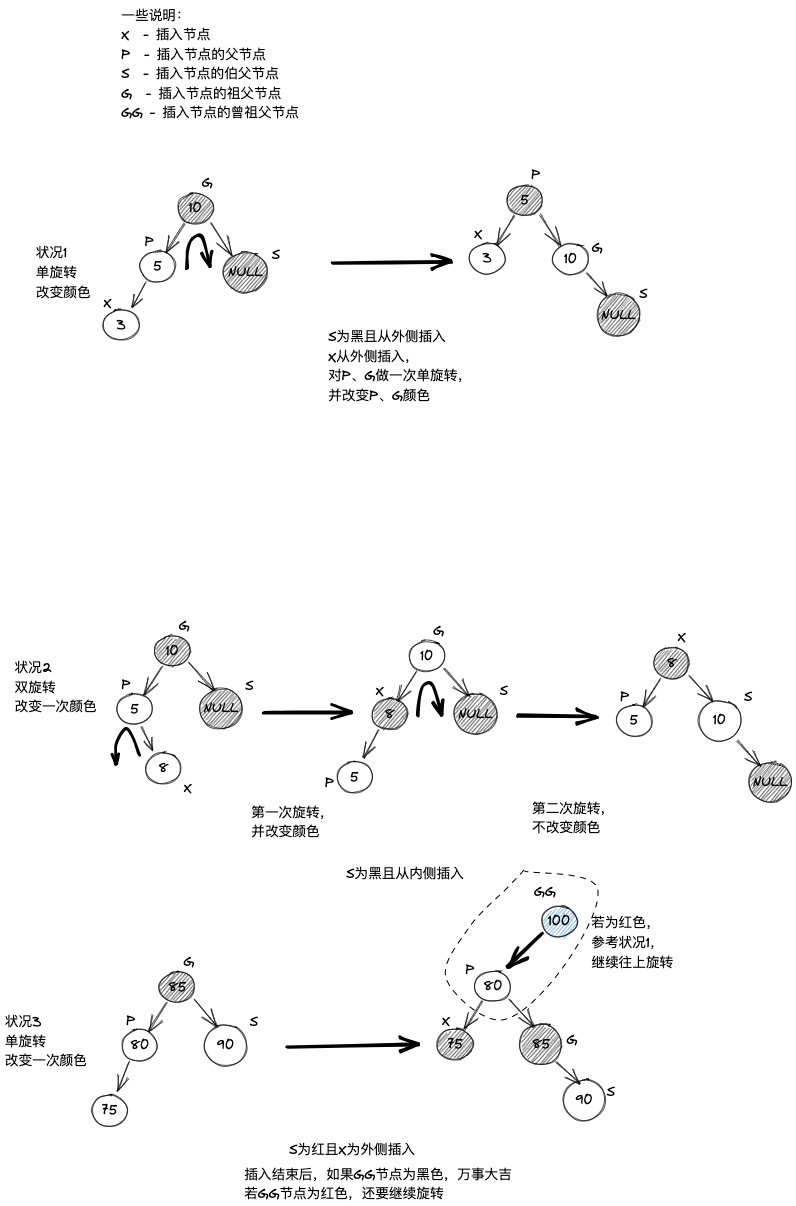 一些说明：
X - 插入节点
P - 插入节点的父节点
S - 插入节点的伯父节点
G - 插入节点的祖父节点
GG - 插入节点的曾祖父节点
G
10
P
5
S
NULL
X
3
状况1
单旋转
改变颜色
P
5
X
3
G
10
S
NULL
S为黑且从外侧插入
X从外侧插入，
对P、G做一次单旋转，
并改变P、G颜色
状况2
双旋转
改变一次颜色
G
10
P
5
S
NULL
8
X
G
10
X
8
S
NULL
P
5
第一次旋转，
并改变颜色
X
8
P
5
S
10
NULL
第二次旋转，
不改变颜色
S为黑且从内侧插入
状况3
单旋转
改变一次颜色
G
85
P
80
S
90
75
GG
100
若为红色，
参考状况1，
继续往上旋转
P
80
X
75
G
85
S
90
S为红且X为外侧插入
插入结束后，如果GG节点为黑色，万事大吉
若GG节点为红色，还要继续旋转